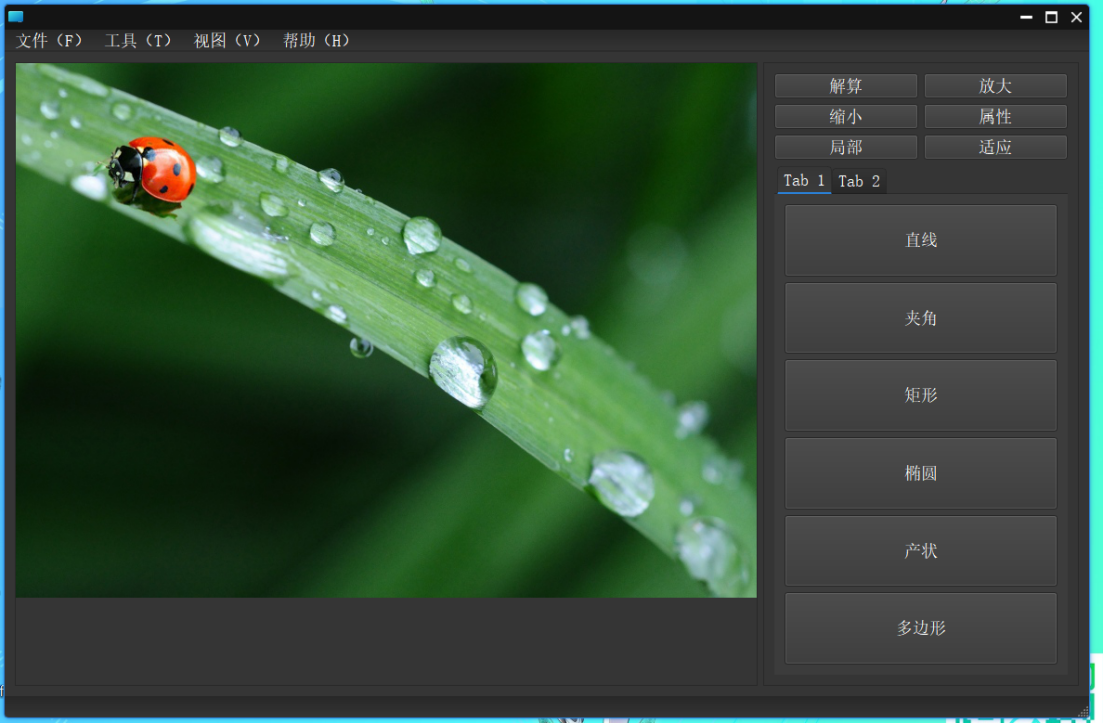 文件（F） 工具（T） 视图（V） 帮助（H）
解算 放大
缩小 属性
局部 适应
Tab 1 Tab 2
直线
夹角
矩形
椭圆
产状
多边形